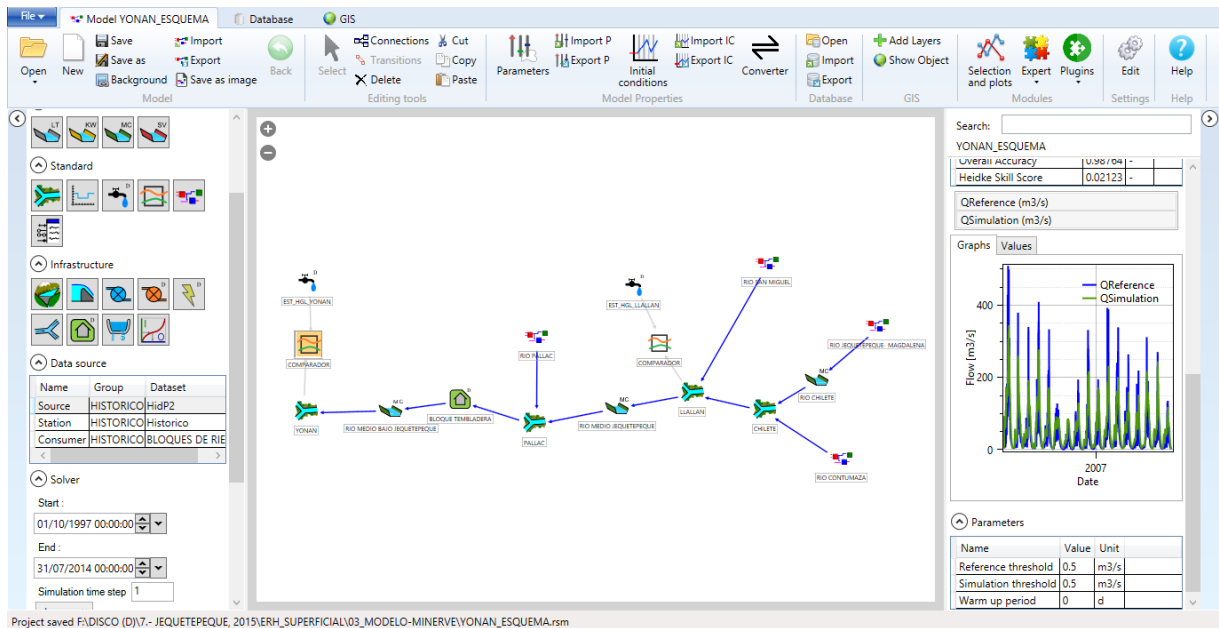 File
Model YONAN_ESQUEMA
Database
GIS
Open
New
Save
Save as
Background
Import
Export
Save as image
Back
Model
Select
Connections
Transitions
Delete
Cut
Copy
Paste
Editing tools
Parameters
Import P
Export P
Initial
conditions
Import IC
Export IC
Converter
Model Properties
Open
Import
Export
Database
Add Layers
Show Object
GIS
Selection
and plots
Expert
Plugins
Modules
Edit
Settings
Help
Help
LT
KW
MC
SV
Standard
D
Infrastructure
D
D
D
D
Q
Data source
Name Group Dataset
Source HISTORICO HidP2
Station HISTORICO Historico
Consumer HISTORICO BLOQUES DE RIE
Solver
Start :
01/10/1997 00:00:00
End :
31/07/2014 00:00:00
Simulation time step 1
D
EST_HGL_YONAN
COMPARADOR
YONAN
MC
RIO MEDIO BAJO JEQUETEPEQUE
D
BLOQUE TEMBLADERA
RIO PALLAC
PALLAC
MC
RIO MEDIO JEQUETEPEQUE
D
EST_HGL_LLALLAN
COMPARADOR
LLALLAN
RIO SAN MIGUEL
RIO JEQUETEPEQUE- MAGDALENA
MC
RIO CHILETE
CHILETE
RIO CONTUMAZA
Search:
YONAN_ESQUEMA
Overall Accuracy 0.98764 -
Heidke Skill Score 0.02123 -
QReference (m3/s)
QSimulation (m3/s)
Graphs Values
QReference
QSimulation
Flow [m3/s]
400
200
0
2007
Date
Parameters
Name Value Unit
Reference threshold 0.5 m3/s
Simulation threshold 0.5 m3/s
Warm up period 0 d
Project saved F:\DISCO (D)\7.- JEQUETEPEQUE, 2015\ERH_SUPERFICIAL\03_MODELO-MINERVE\YONAN_ESQUEMA.rsm